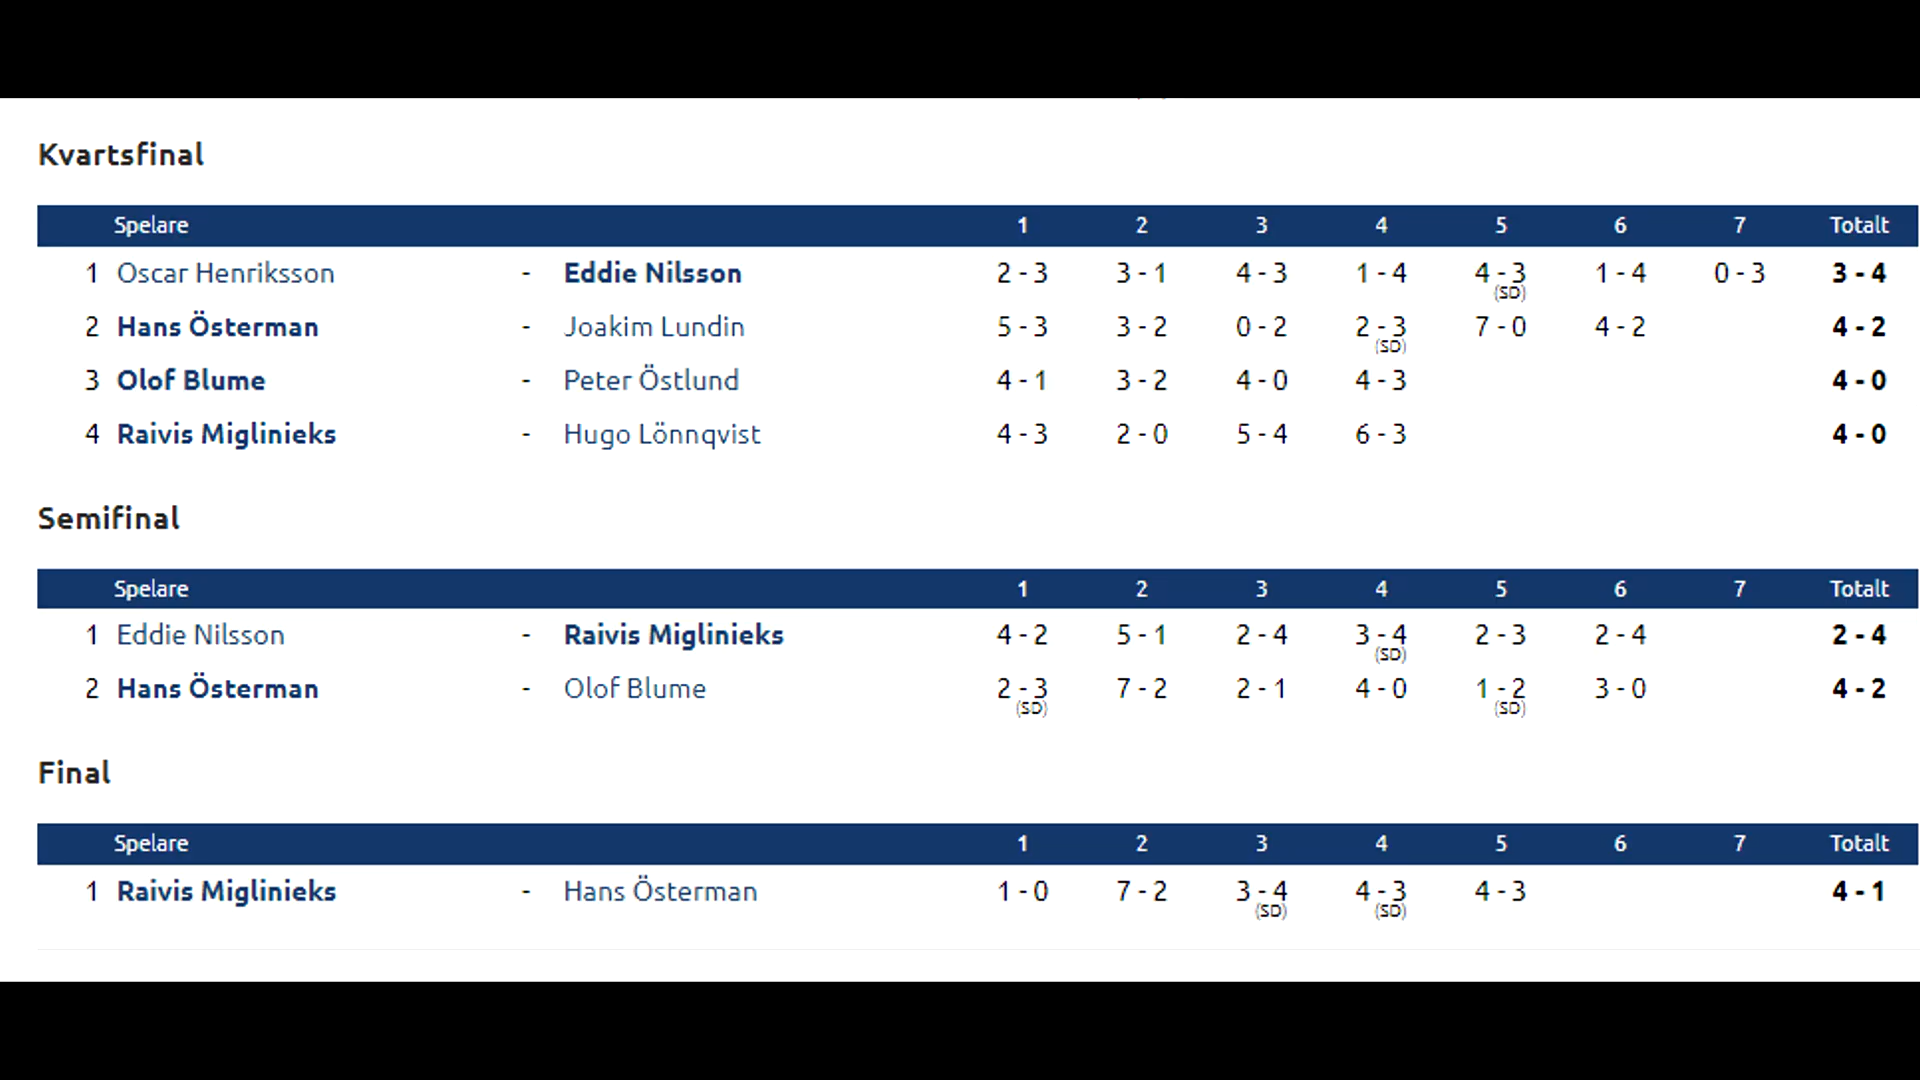 Kvartsfinal
Spelare 1 2 3 4 5 6 7 Totalt
1 Oscar Henriksson - Eddie Nilsson 2 - 3 3 - 1 4 - 3 1 - 4 4 - 3 (SD) 1 - 4 0 - 3 3 - 4
2 Hans Österman - Joakim Lundin 5 - 3 3 - 2 0 - 2 2 - 3 (SD) 7 - 0 4 - 2 4 - 2
3 Olof Blume - Peter Östlund 4 - 1 3 - 2 4 - 0 4 - 3 4 - 0
4 Raivis Miglinieks - Hugo Lönnqvist 4 - 3 2 - 0 5 - 4 6 - 3 4 - 0
Semifinal
Spelare 1 2 3 4 5 6 7 Totalt
1 Eddie Nilsson - Raivis Miglinieks 4 - 2 5 - 1 2 - 4 3 - 4 (SD) 2 - 3 2 - 4 2 - 4
2 Hans Österman - Olof Blume 2 - 3 (SD) 7 - 2 2 - 1 4 - 0 1 - 2 (SD) 3 - 0 4 - 2
Final
Spelare 1 2 3 4 5 6 7 Totalt
1 Raivis Miglinieks - Hans Österman 1 - 0 7 - 2 3 - 4 (SD) 4 - 3 (SD) 4 - 3 4 - 1